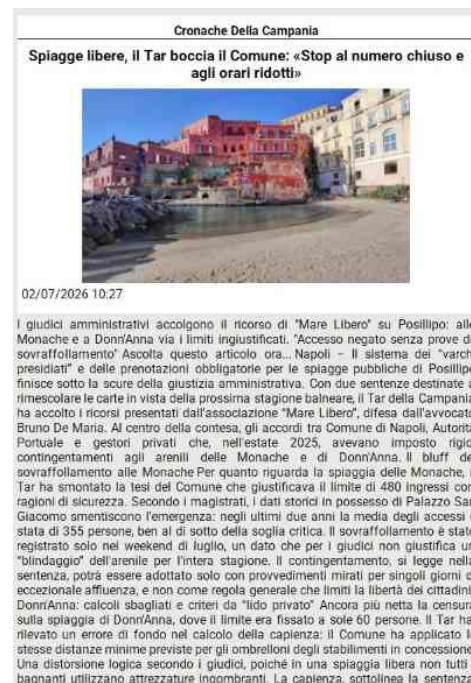 Cronache Della Campania
Spiagge libere, il Tar boccia il Comune: «Stop al numero chiuso e
agli orari ridotti»
02/07/2026 10:27
I giudici amministrativi accolgono il ricorso di "Mare Libero" su Posillipo: alle
Monache e a Donn'Anna via i limiti ingiustificati. "Accesso negato senza prove di
sovraffollamento" Ascolta questo articolo ora... Napoli – Il sistema dei "varchi
presidiati" e delle prenotazioni obbligatorie per le spiagge pubbliche di Posillipo
finisce sotto la scure della giustizia amministrativa. Con due sentenze destinate a
rimescolare le carte in vista della prossima stagione balneare, il Tar della Campania
ha accolto i ricorsi presentati dall'associazione "Mare Libero", difesa dall'avvocato
Bruno De Maria. Al centro della contesa, gli accordi tra Comune di Napoli, Autorità
Portuale e gestori privati che, nell'estate 2025, avevano imposto rigidi
contingentamenti agli arenili delle Monache e di Donn'Anna. Il bluff del
sovraffollamento alle Monache Per quanto riguarda la spiaggia delle Monache, il
Tar ha smontato la tesi del Comune che giustificava il limite di 480 ingressi con
ragioni di sicurezza. Secondo i magistrati, i dati storici in possesso di Palazzo San
Giacomo smentiscono l'emergenza: negli ultimi due anni la media degli accessi è
stata di 355 persone, ben al di sotto della soglia critica. Il sovraffollamento è stato
registrato solo nei weekend di luglio, un dato che per i giudici non giustifica un
"blindaggio" dell'arenile per l'intera stagione. Il contingentamento, si legge nella
sentenza, potrà essere adottato solo con provvedimenti mirati per singoli giorni di
eccezionale affluenza, e non come regola generale che limiti la libertà dei cittadini.
Donn'Anna: calcoli sbagliati e criteri da "lido privato" Ancora più netta la censura
sulla spiaggia di Donn'Anna, dove il limite era fissato a sole 60 persone. Il Tar ha
rilevato un errore di fondo nel calcolo della capienza: il Comune ha applicato le
stesse distanze minime previste per gli ombrelloni degli stabilimenti in concessione.
Una distorsione logica secondo i giudici, poiché in una spiaggia libera non tutti i
bagnanti utilizzano attrezzature ingombranti. La capienza, sottolinea la sentenza,